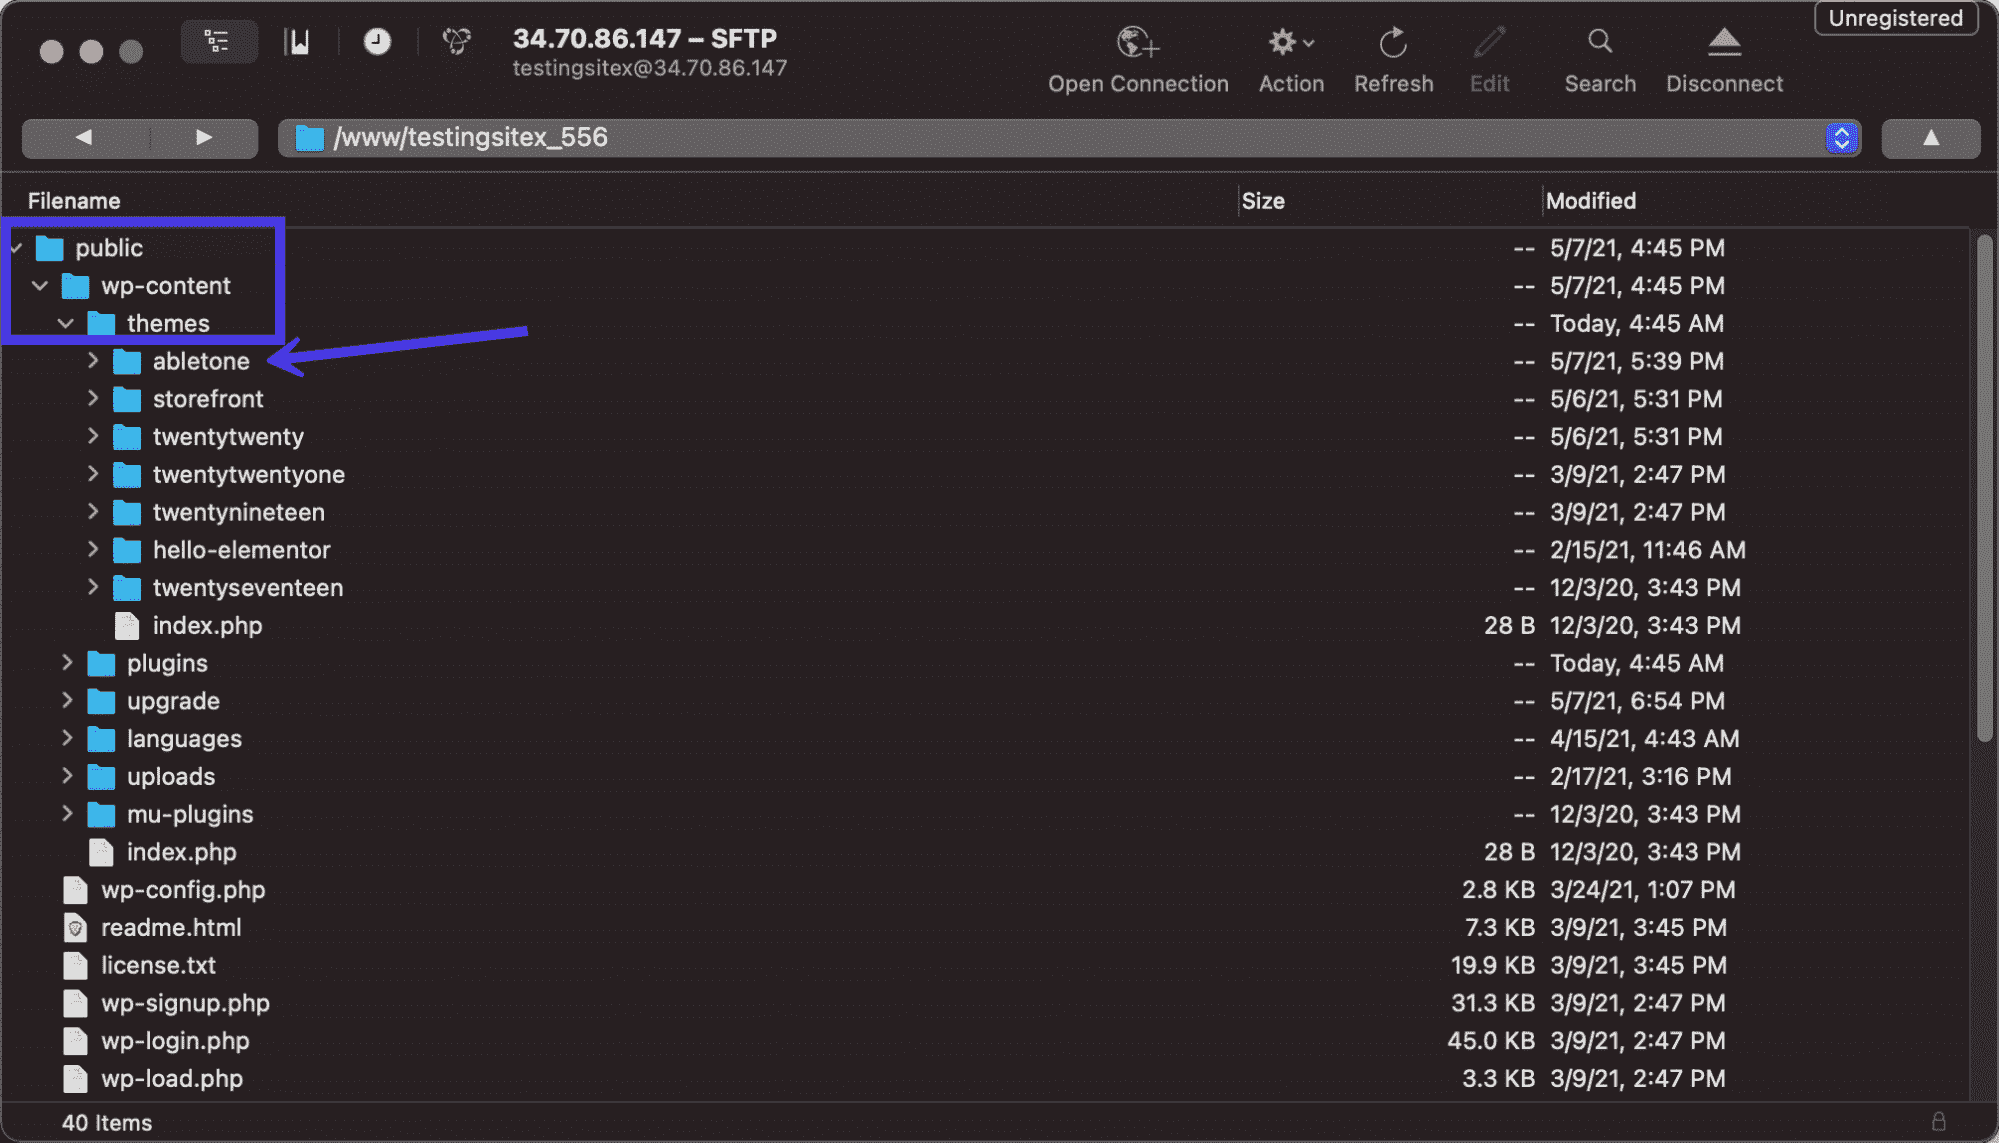 Unregistered
34.70.86.147 – SFTP
testingsitex@34.70.86.147
Open Connection Action Refresh Edit Search Disconnect
/www/testingsitex_556
Filename Size Modified
public -- 5/7/21, 4:45 PM
wp-content -- 5/7/21, 4:45 PM
themes -- Today, 4:45 AM
abletone -- 5/7/21, 5:39 PM
storefront -- 5/6/21, 5:31 PM
twentytwenty -- 5/6/21, 5:31 PM
twentytwentyone -- 3/9/21, 2:47 PM
twentynineteen -- 3/9/21, 2:47 PM
hello-elementor -- 2/15/21, 11:46 AM
twentyseventeen -- 12/3/20, 3:43 PM
index.php 28 B 12/3/20, 3:43 PM
plugins -- Today, 4:45 AM
upgrade -- 5/7/21, 6:54 PM
languages -- 4/15/21, 4:43 AM
uploads -- 2/17/21, 3:16 PM
mu-plugins -- 12/3/20, 3:43 PM
index.php 28 B 12/3/20, 3:43 PM
wp-config.php 2.8 KB 3/24/21, 1:07 PM
readme.html 7.3 KB 3/9/21, 3:45 PM
license.txt 19.9 KB 3/9/21, 3:45 PM
wp-signup.php 31.3 KB 3/9/21, 2:47 PM
wp-login.php 45.0 KB 3/9/21, 2:47 PM
wp-load.php 3.3 KB 3/9/21, 2:47 PM
40 Items